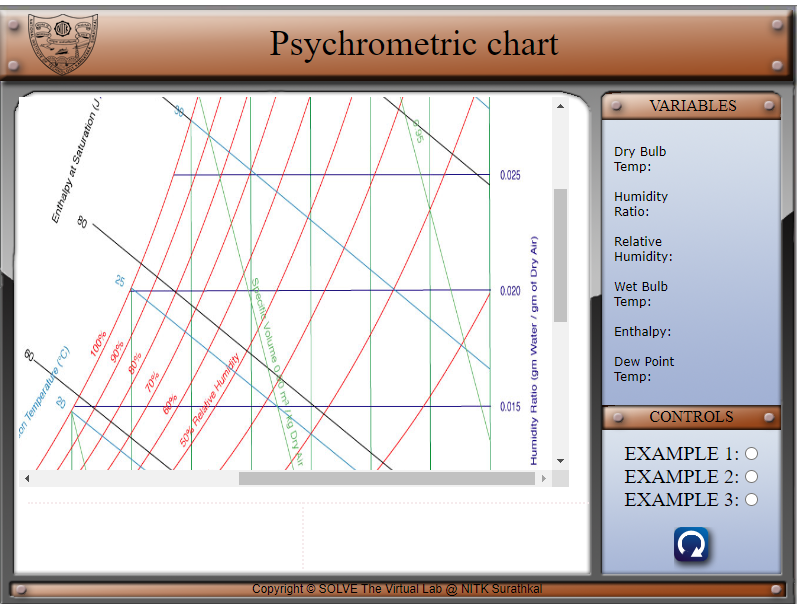 Psychrometric chart
Enthalpy at Saturation (J
30
0.95
0.025
90
25
0.020
Specific Volume 0.90 m³ / Kg Dry Air
Humidity Ratio (gm Water / gm of Dry Air)
100%
90%
80%
70%
60%
50% Relative Humidity
60
on Temperature (°C)
0.015
VARIABLES
Dry Bulb
Temp:
Humidity
Ratio:
Relative
Humidity:
Wet Bulb
Temp:
Enthalpy:
Dew Point
Temp:
CONTROLS
EXAMPLE 1:
EXAMPLE 2:
EXAMPLE 3:
Copyright © SOLVE The Virtual Lab @ NITK Surathkal